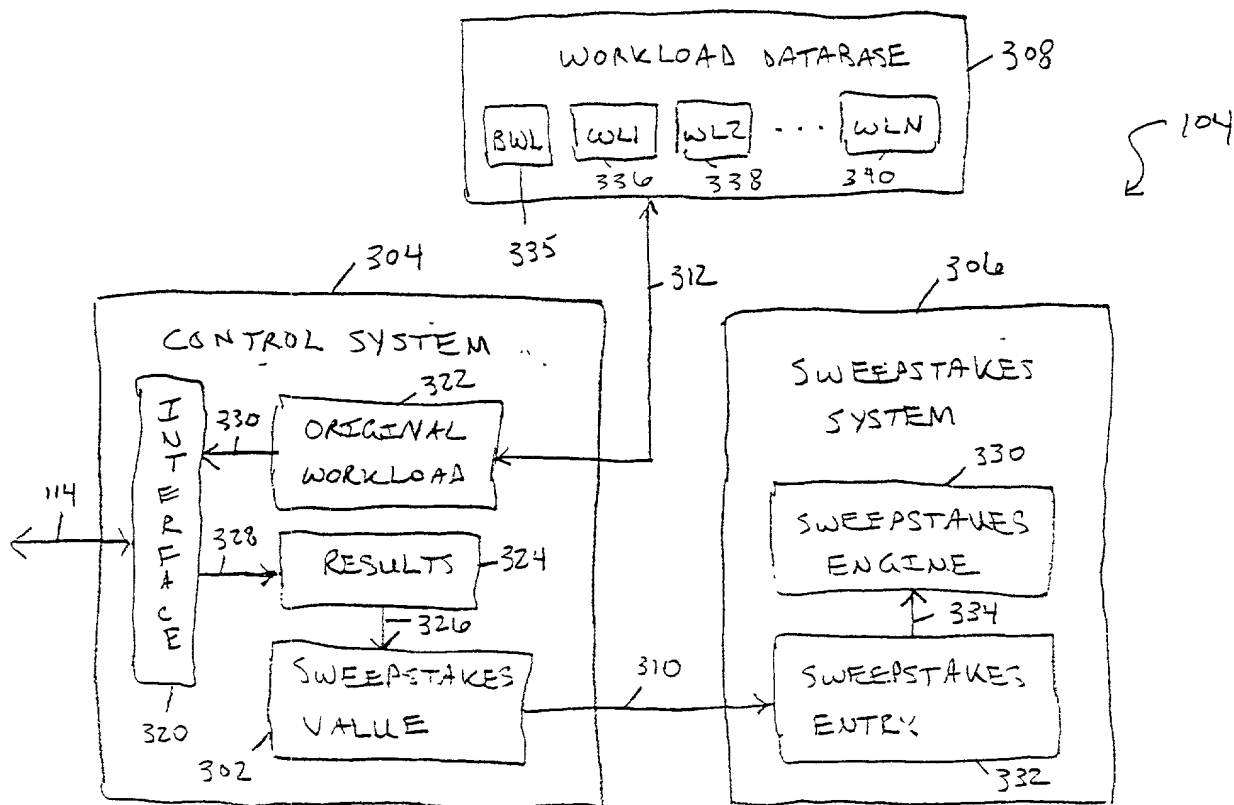 WORKLOAD DATABASE
308
BWL
WL1
WL2
...
WLN
104
336
338
340
335
304
312
306
CONTROL SYSTEM
322
SWEEPSTAKES
SYSTEM
INTERFACE
330
ORIGINAL
WORKLOAD
330
114
328
RESULTS
324
SWEEPSTAKES
ENGINE
326
334
SWEEPSTAKES
VALUE
310
SWEEPSTAKES
ENTRY
320
302
332